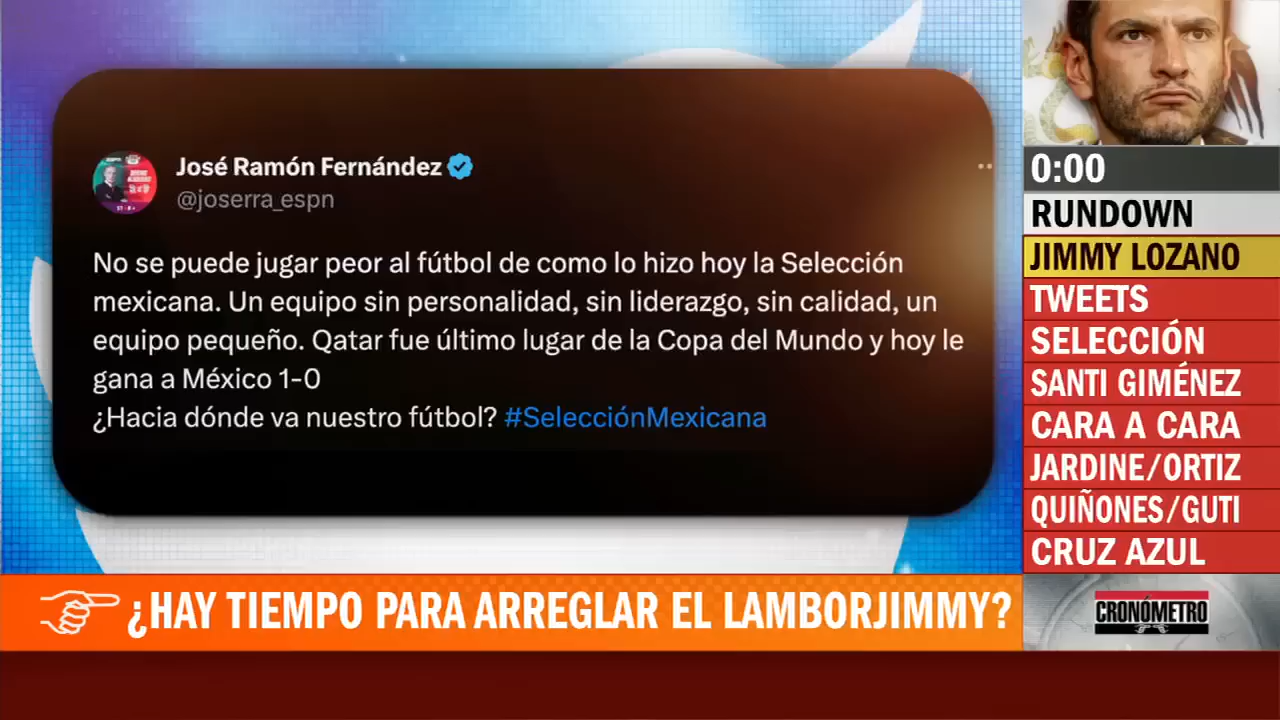 José Ramón Fernández
@joserra_espn
No se puede jugar peor al fútbol de como lo hizo hoy la Selección
mexicana. Un equipo sin personalidad, sin liderazgo, sin calidad, un
equipo pequeño. Qatar fue último lugar de la Copa del Mundo y hoy le
gana a México 1-0
¿Hacia dónde va nuestro fútbol? #SelecciónMexicana
0:00
RUNDOWN
JIMMY LOZANO
TWEETS
SELECCIÓN
SANTI GIMÉNEZ
CARA A CARA
JARDINE/ORTIZ
QUIÑONES/GUTI
CRUZ AZUL
¿HAY TIEMPO PARA ARREGLAR EL LAMBORJIMMY?
CRONÓMETRO